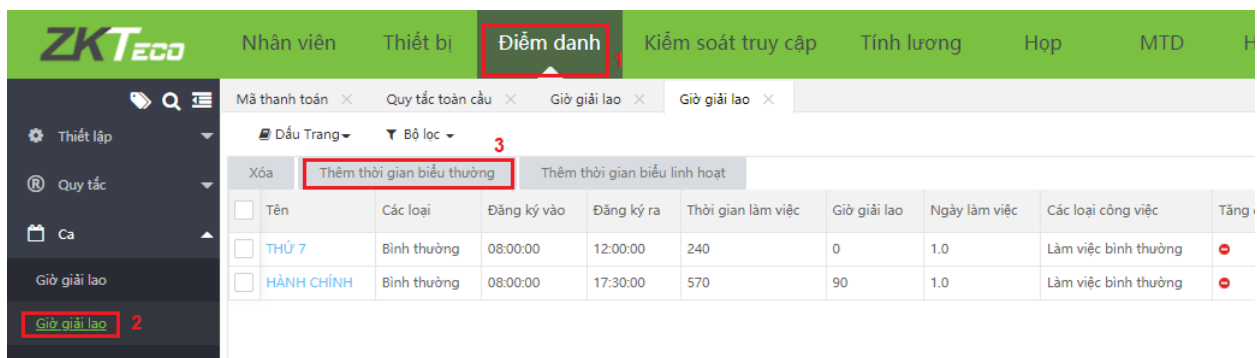 ZKTECO Nhân viên Thiết bị Điểm danh 1 Kiểm soát truy cập Tính lương Họp MTD
Mã thanh toán × Quy tắc toàn cầu × Giờ giải lao × Giờ giải lao ×
Thiết lập Dấu Trang Bộ lọc 3
Xóa Thêm thời gian biểu thường Thêm thời gian biểu linh hoạt
® Quy tắc
Tên Các loại Đăng ký vào Đăng ký ra Thời gian làm việc Giờ giải lao Ngày làm việc Các loại công việc Tăng
Ca THỨ 7 Bình thường 08:00:00 12:00:00 240 0 1.0 Làm việc bình thường
Giờ giải lao HÀNH CHÍNH Bình thường 08:00:00 17:30:00 570 90 1.0 Làm việc bình thường
Giờ giải lao 2